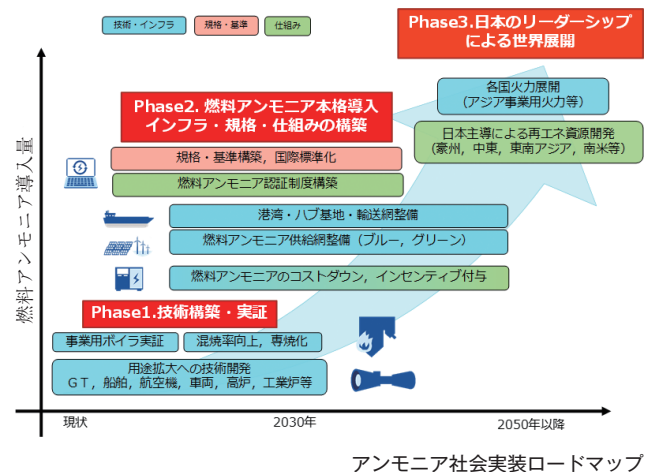 技術・インフラ
規格・基準
仕組み
Phase3.日本のリーダーシップ
による世界展開
各国火力展開
(アジア事業用火力等)
日本主導による再エネ資源開発
(豪州，中東，東南アジア，南米等)
Phase2. 燃料アンモニア本格導入
インフラ・規格・仕組みの構築
規格・基準構築，国際標準化
燃料アンモニア認証制度構築
港湾・ハブ基地・輸送網整備
燃料アンモニア供給網整備（ブルー，グリーン）
燃料アンモニアのコストダウン，インセンティブ付与
Phase1.技術構築・実証
事業用ボイラ実証
混焼率向上，専焼化
用途拡大への技術開発
ＧＴ，船舶，航空機，車両，高炉，工業炉等
燃料アンモニア導入量
現状
2030年
2050年以降
アンモニア社会実装ロードマップ